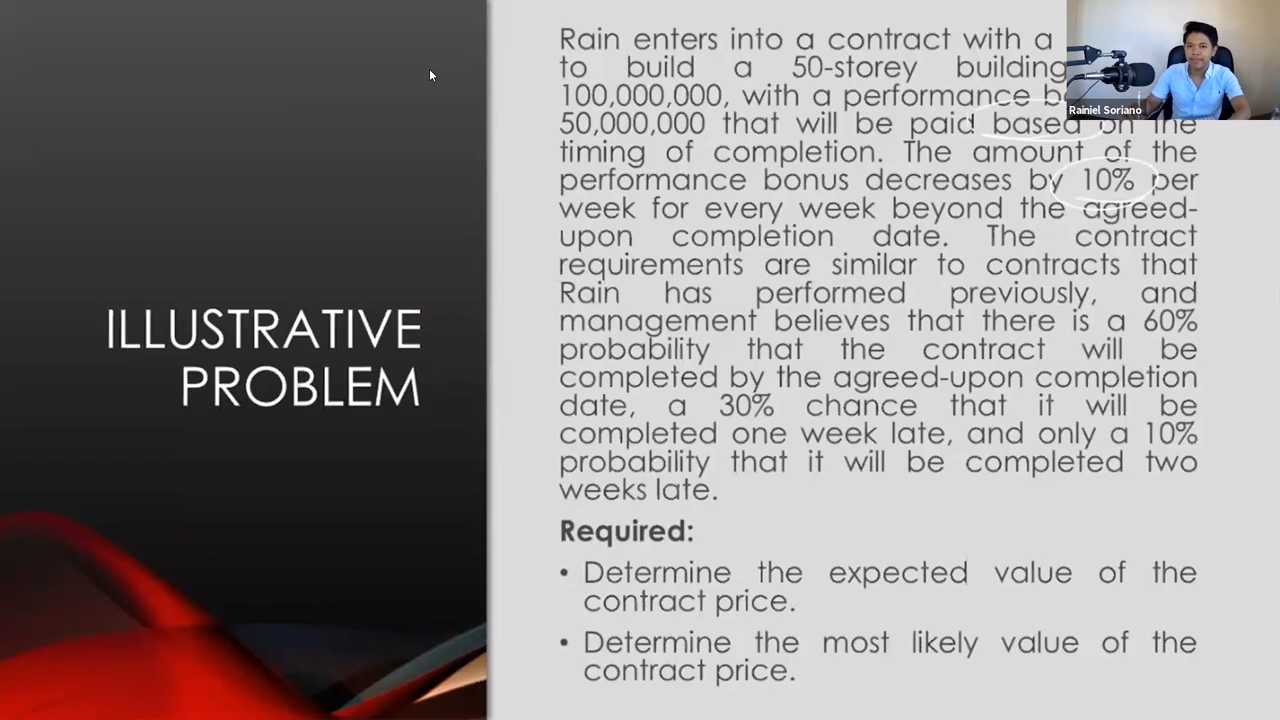 ILLUSTRATIVE
PROBLEM
Rain enters into a contract with a
to build a 50-storey building
100,000,000, with a performance
50,000,000 that will be paid based on the
timing of completion. The amount of the
performance bonus decreases by 10% per
week for every week beyond the agreed-
upon completion date. The contract
requirements are similar to contracts that
Rain has performed previously, and
management believes that there is a 60%
probability that the contract will be
completed by the agreed-upon completion
date, a 30% chance that it will be
completed one week late, and only a 10%
probability that it will be completed two
weeks late.
Required:
• Determine the expected value of the
contract price.
• Determine the most likely value of the
contract price.
Rainiel Soriano